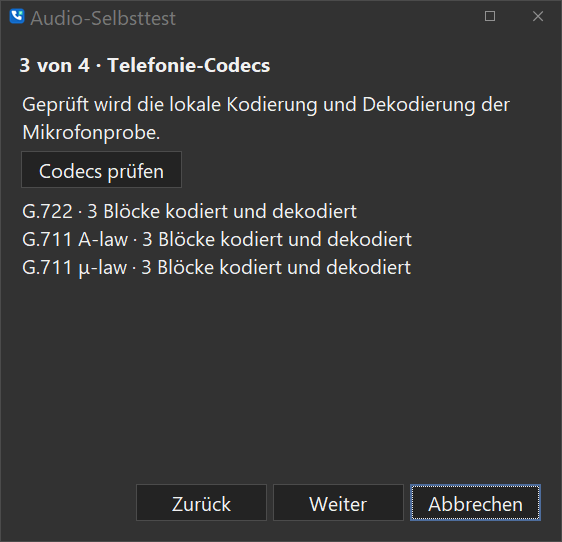 Audio-Selbsttest
3 von 4 · Telefonie-Codecs
Geprüft wird die lokale Kodierung und Dekodierung der
Mikrofonprobe.
Codecs prüfen
G.722 · 3 Blöcke kodiert und dekodiert
G.711 A-law · 3 Blöcke kodiert und dekodiert
G.711 µ-law · 3 Blöcke kodiert und dekodiert
Zurück Weiter Abbrechen